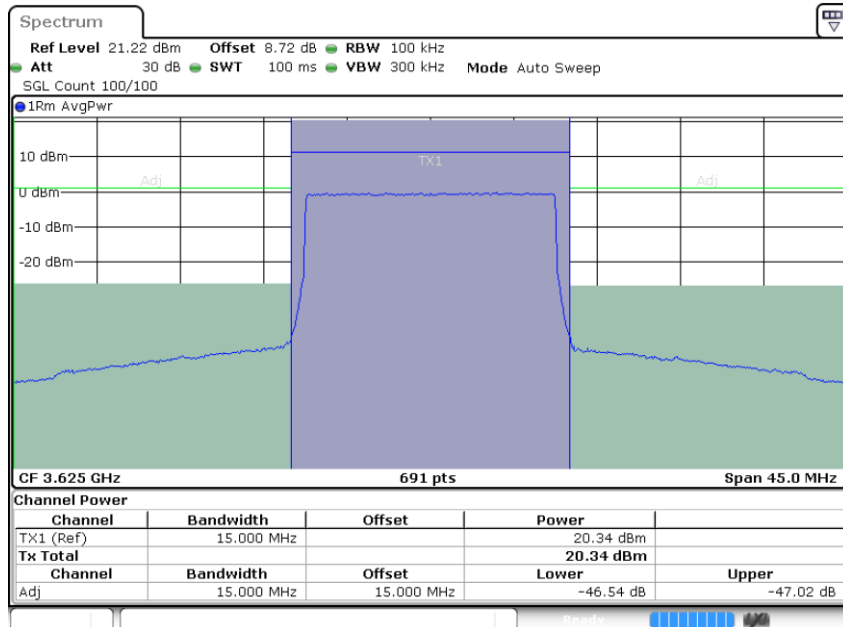 Spectrum
Ref Level 21.22 dBm Offset 8.72 dB RBW 100 kHz
Att 30 dB SWT 100 ms VBW 300 kHz Mode Auto Sweep
SGL Count 100/100
1Rm AvgPwr
10 dBm
TX1
Adj Adj
0 dBm
-10 dBm
-20 dBm
CF 3.625 GHz 691 pts Span 45.0 MHz
Channel Power
Channel Bandwidth Offset Power
TX1 (Ref) 15.000 MHz 20.34 dBm
Tx Total 20.34 dBm
Channel Bandwidth Offset Lower Upper
Adj 15.000 MHz 15.000 MHz -46.54 dB -47.02 dB
Ready